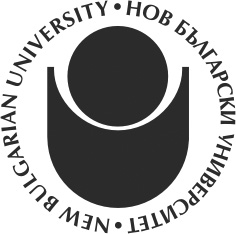 NEW BULGARIAN UNIVERSITY •
НОВ БЪЛГАРСКИ УНИВЕРСИТЕТ •